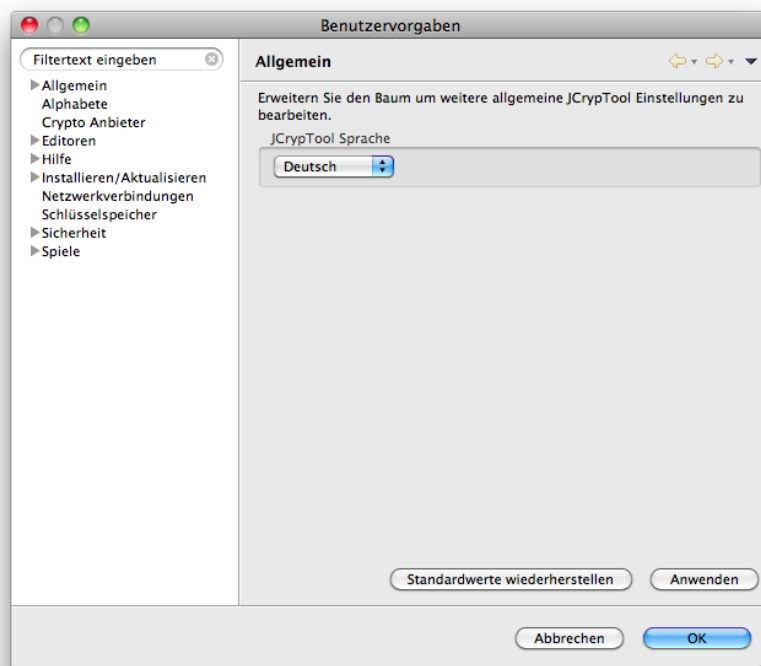 Benutzervorgaben
Filtertext eingeben
Allgemein
Alphabete
Crypto Anbieter
Editoren
Hilfe
Installieren/Aktualisieren
Netzwerkverbindungen
Schlüsselspeicher
Sicherheit
Spiele
Allgemein
Erweitern Sie den Baum um weitere allgemeine JCrypTool Einstellungen zu
bearbeiten.
JCrypTool Sprache
Deutsch
Standardwerte wiederherstellen
Anwenden
Abbrechen
OK